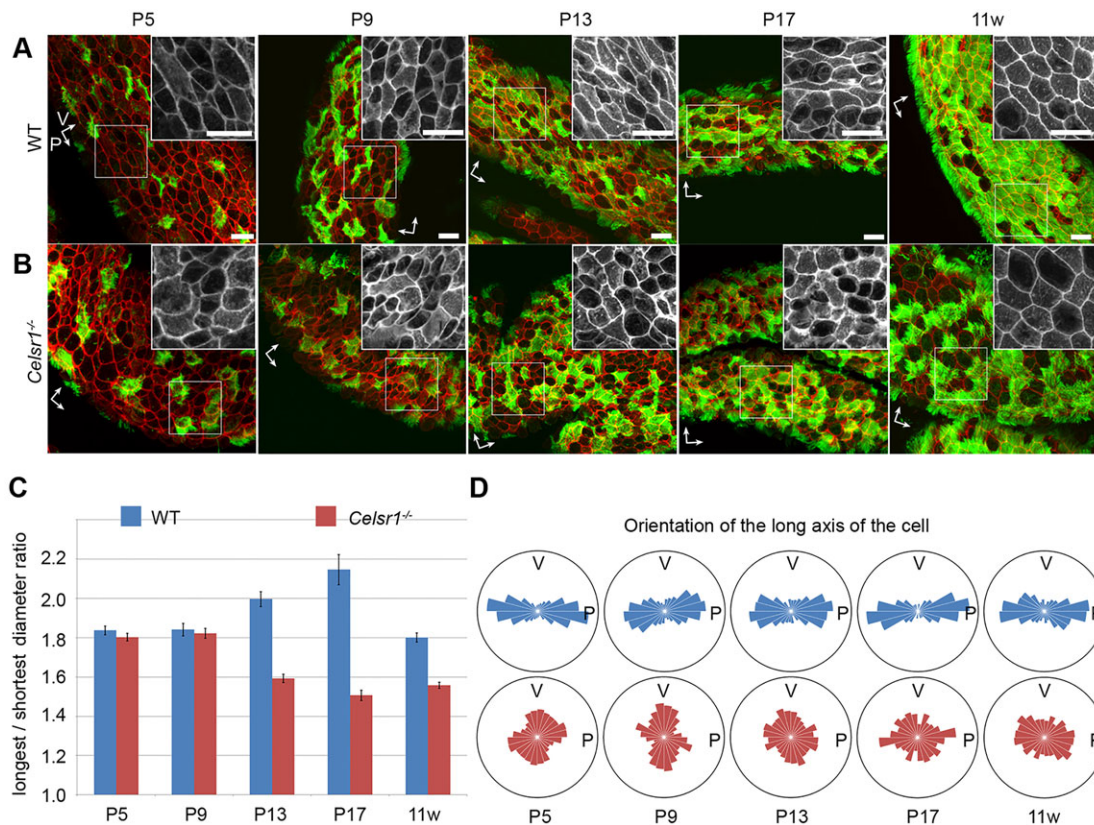 P5 P9 P13 P17 11w
A
WT
V
P
B
Celsr1-/-
C
WT Celsr1-/-
longest / shortest diameter ratio
2.2
2.0
1.8
1.6
1.4
1.2
1.0
P5 P9 P13 P17 11w
D
Orientation of the long axis of the cell
V V V V V
P P P P P
V V V V V
P P P P P
P5 P9 P13 P17 11w